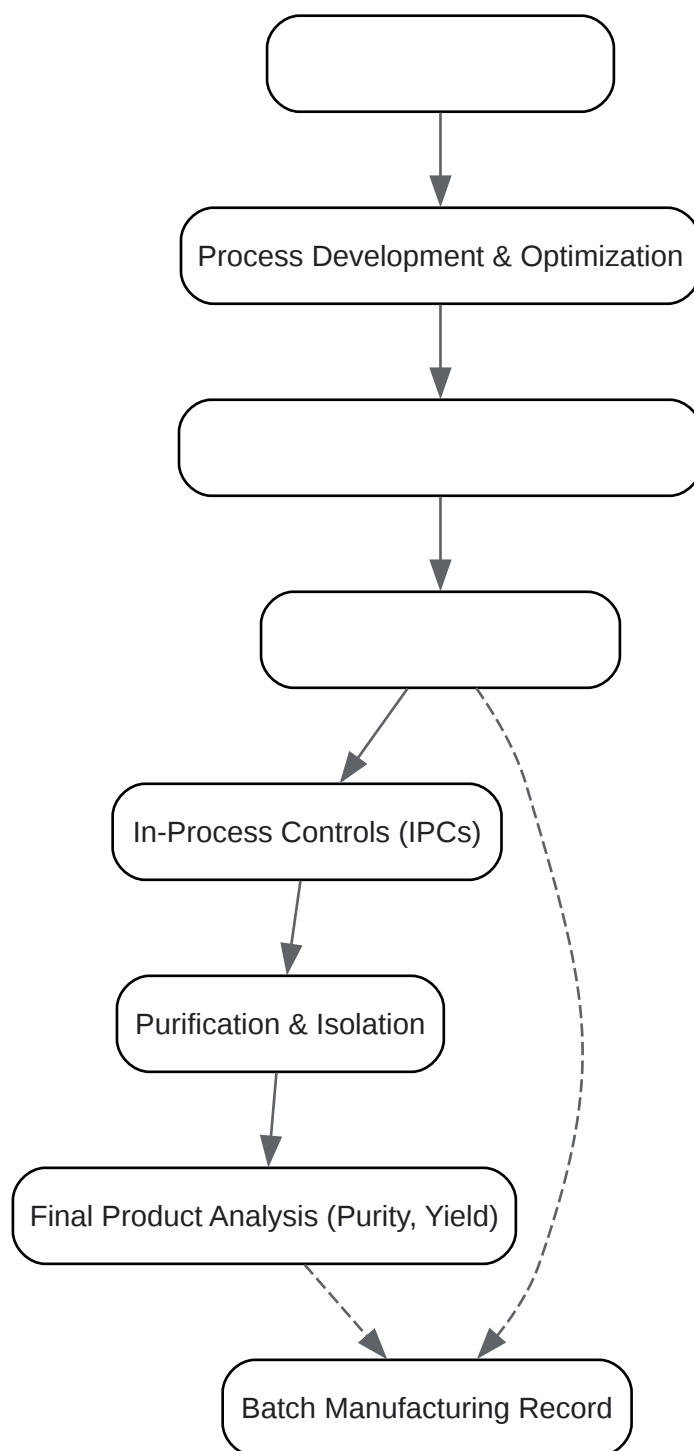 Process Development & Optimization
In-Process Controls (IPCs)
Purification & Isolation
Final Product Analysis (Purity, Yield)
Batch Manufacturing Record